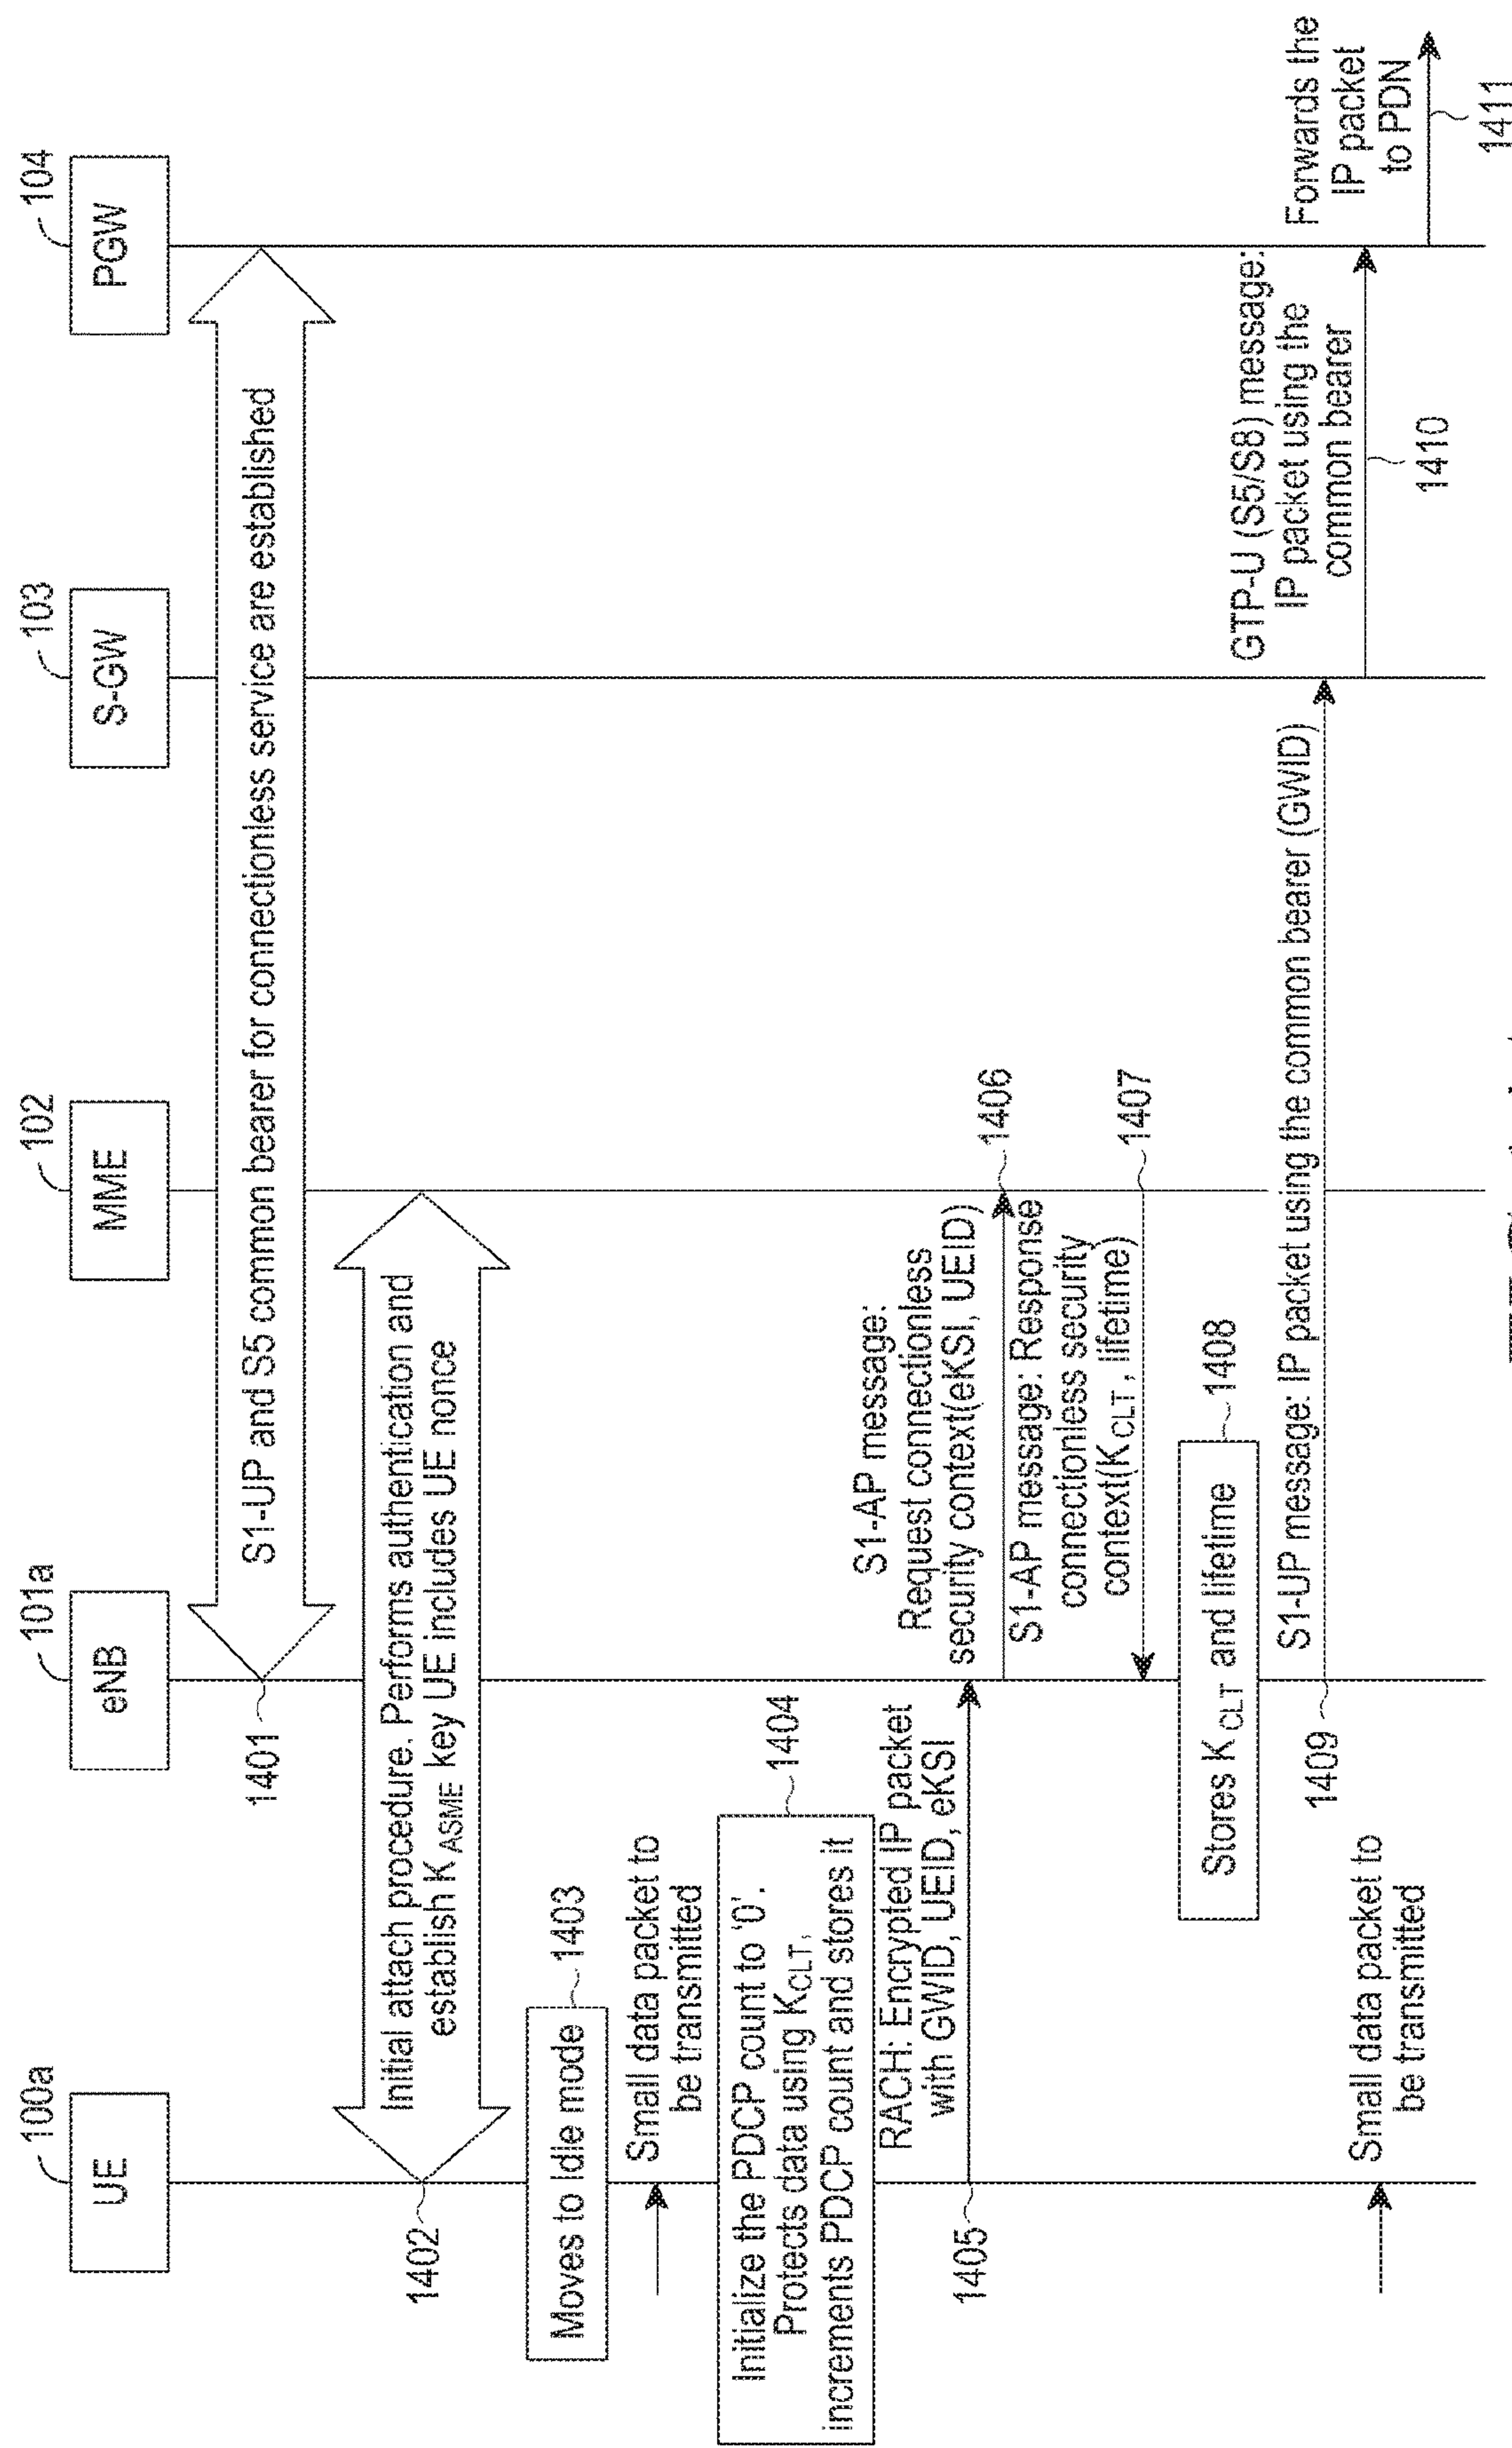 100a
UE
101a
eNB
102
MME
103
S-GW
104
PGW
1401
S1-UP and S5 common bearer for connectionless service are established
1402
Initial attach procedure. Performs authentication and
establish K ASME key UE includes UE nonce
Moves to Idle mode
1403
Small data packet to
be transmitted
Initialize the PDCP count to '0'.
Protects data using KCLT,
increments PDCP count and stores it
1404
RACH: Encrypted IP packet
with GWID, UEID, eKSI
1405
S1-AP message:
Request connectionless
security context(eKSI, UEID)
1406
S1-AP message: Response
connectionless security
context(K CLT, lifetime)
1407
Stores K CLT and lifetime
1408
S1-UP message: IP packet using the common bearer (GWID)
1409
GTP-U (S5/S8) message:
IP packet using the
common bearer
1410
Forwards the
IP packet
to PDN
1411
Small data packet to
be transmitted